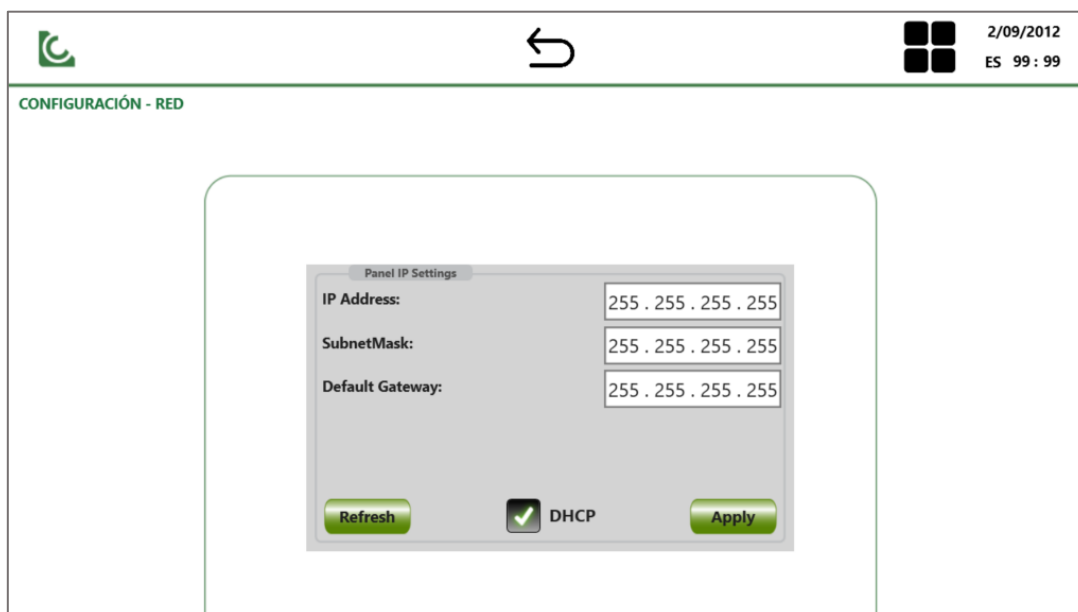 2/09/2012
ES 99 : 99
CONFIGURACIÓN - RED
Panel IP Settings
IP Address: 255 . 255 . 255 . 255
SubnetMask: 255 . 255 . 255 . 255
Default Gateway: 255 . 255 . 255 . 255
Refresh DHCP Apply